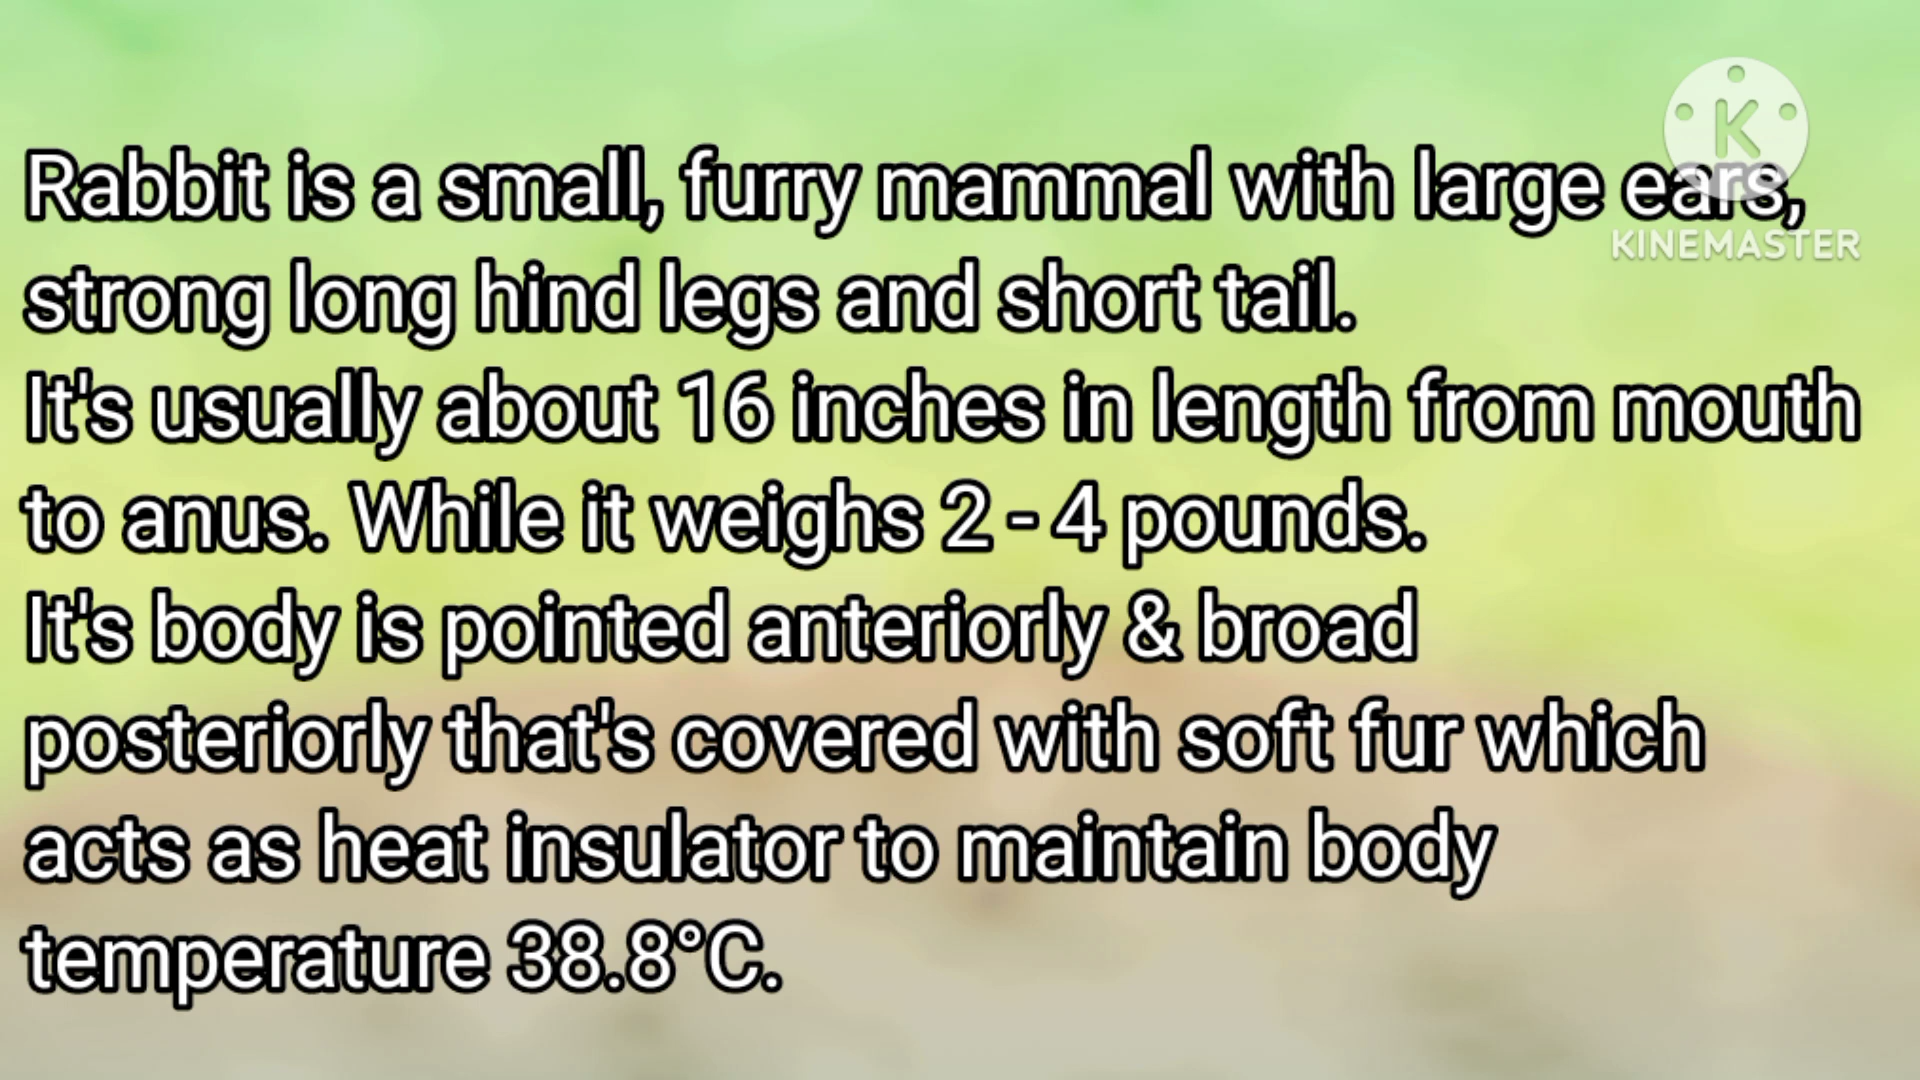 K
Rabbit is a small, furry mammal with large ears,
KINEMASTER
strong long hind legs and short tail.
It's usually about 16 inches in length from mouth
to anus. While it weighs 2 - 4 pounds.
It's body is pointed anteriorly & broad
posteriorly that's covered with soft fur which
acts as heat insulator to maintain body
temperature 38.8°C.